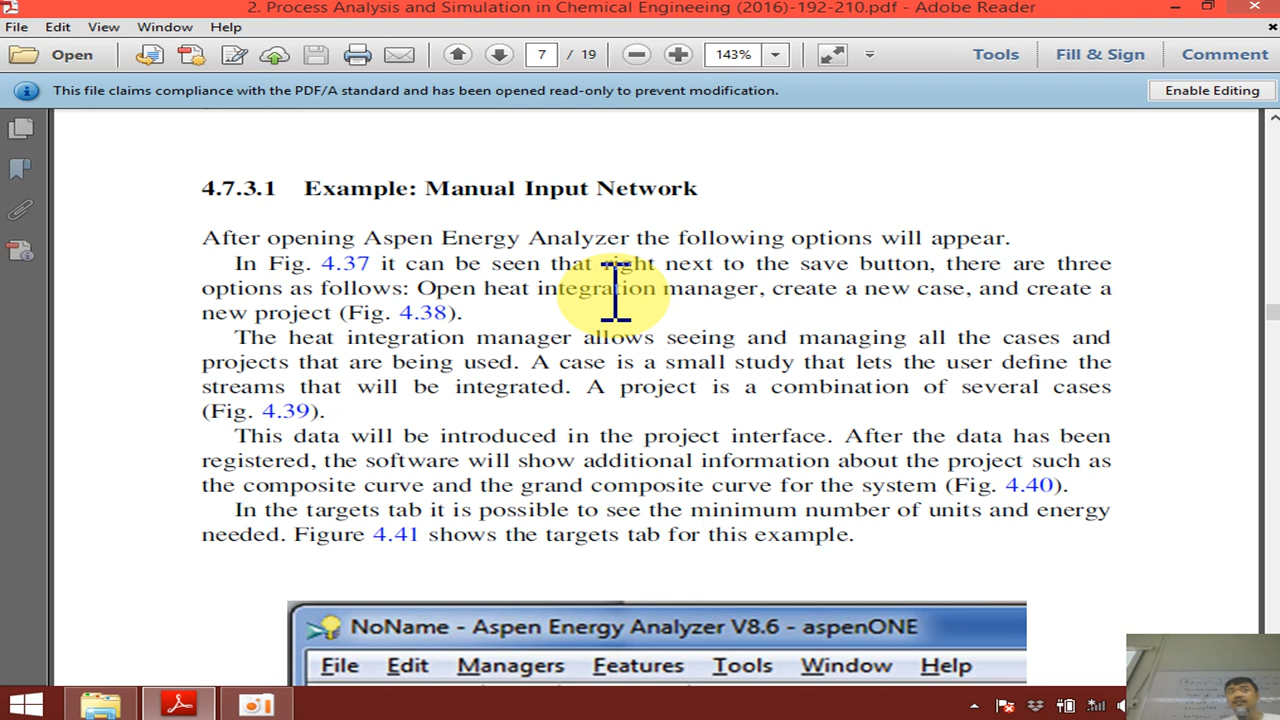 2. Process Analysis and Simulation in Chemical Engineeing (2016)-192-210.pdf - Adobe Reader
File Edit View Window Help
Open 7 / 19 143% Tools Fill & Sign Comment
This file claims compliance with the PDF/A standard and has been opened read-only to prevent modification. Enable Editing
4.7.3.1 Example: Manual Input Network
After opening Aspen Energy Analyzer the following options will appear.
In Fig. 4.37 it can be seen that right next to the save button, there are three
options as follows: Open heat integration manager, create a new case, and create a
new project (Fig. 4.38).
The heat integration manager allows seeing and managing all the cases and
projects that are being used. A case is a small study that lets the user define the
streams that will be integrated. A project is a combination of several cases
(Fig. 4.39).
This data will be introduced in the project interface. After the data has been
registered, the software will show additional information about the project such as
the composite curve and the grand composite curve for the system (Fig. 4.40).
In the targets tab it is possible to see the minimum number of units and energy
needed. Figure 4.41 shows the targets tab for this example.
NoName - Aspen Energy Analyzer V8.6 - aspenONE
File Edit Managers Features Tools Window Help